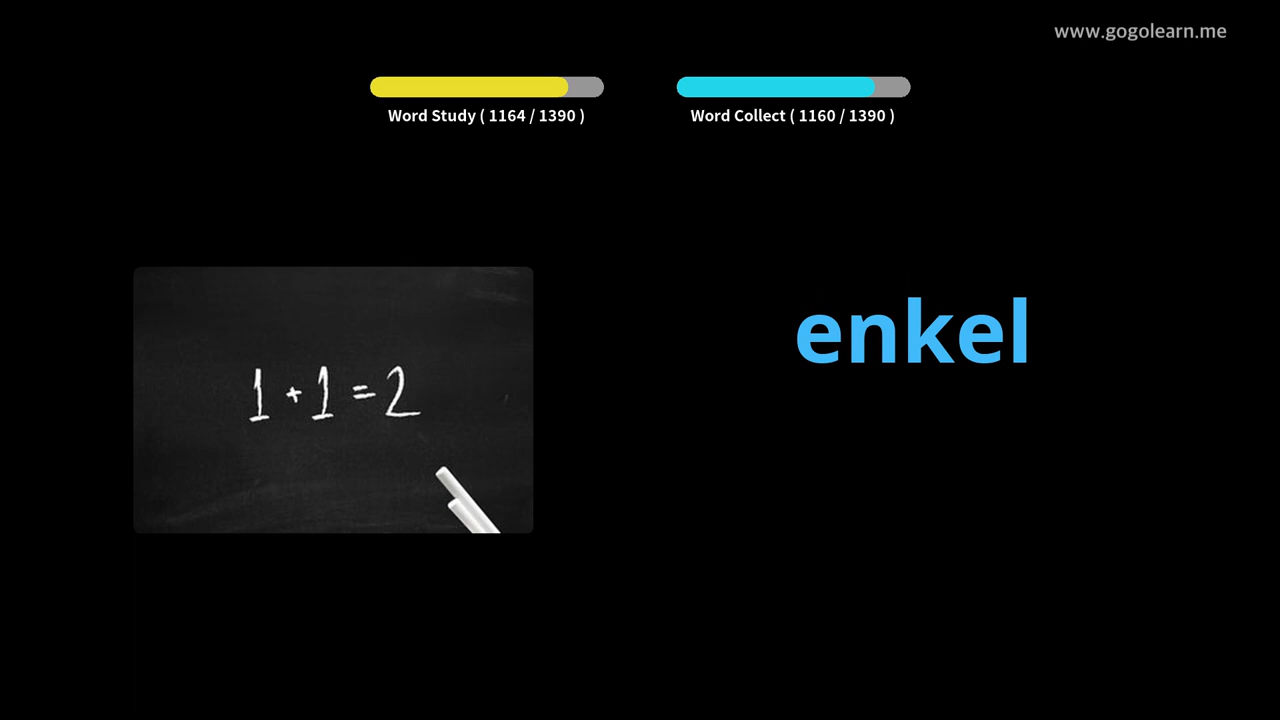 www.gogolearn.me
Word Study ( 1164 / 1390 )
Word Collect ( 1160 / 1390 )
enkel
1 + 1 = 2